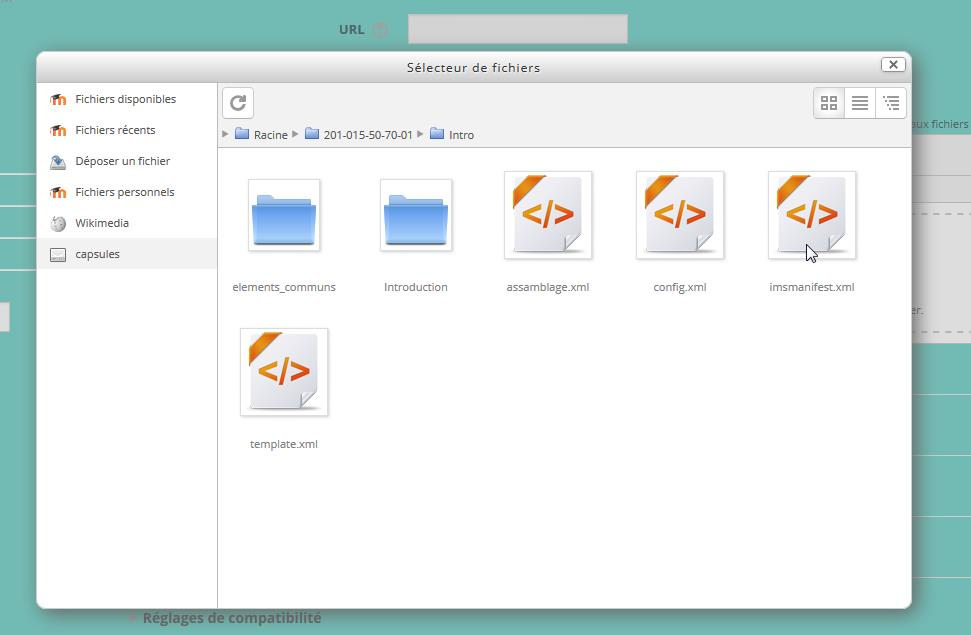 URL
Sélecteur de fichiers
Fichiers disponibles
Fichiers récents
Déposer un fichier
Fichiers personnels
Wikimedia
capsules
Racine 201-015-50-70-01 Intro
aux fichiers
elements_communs Introduction assamblage.xml config.xml imsmanifest.xml
er.
template.xml
Réglages de compatibilité